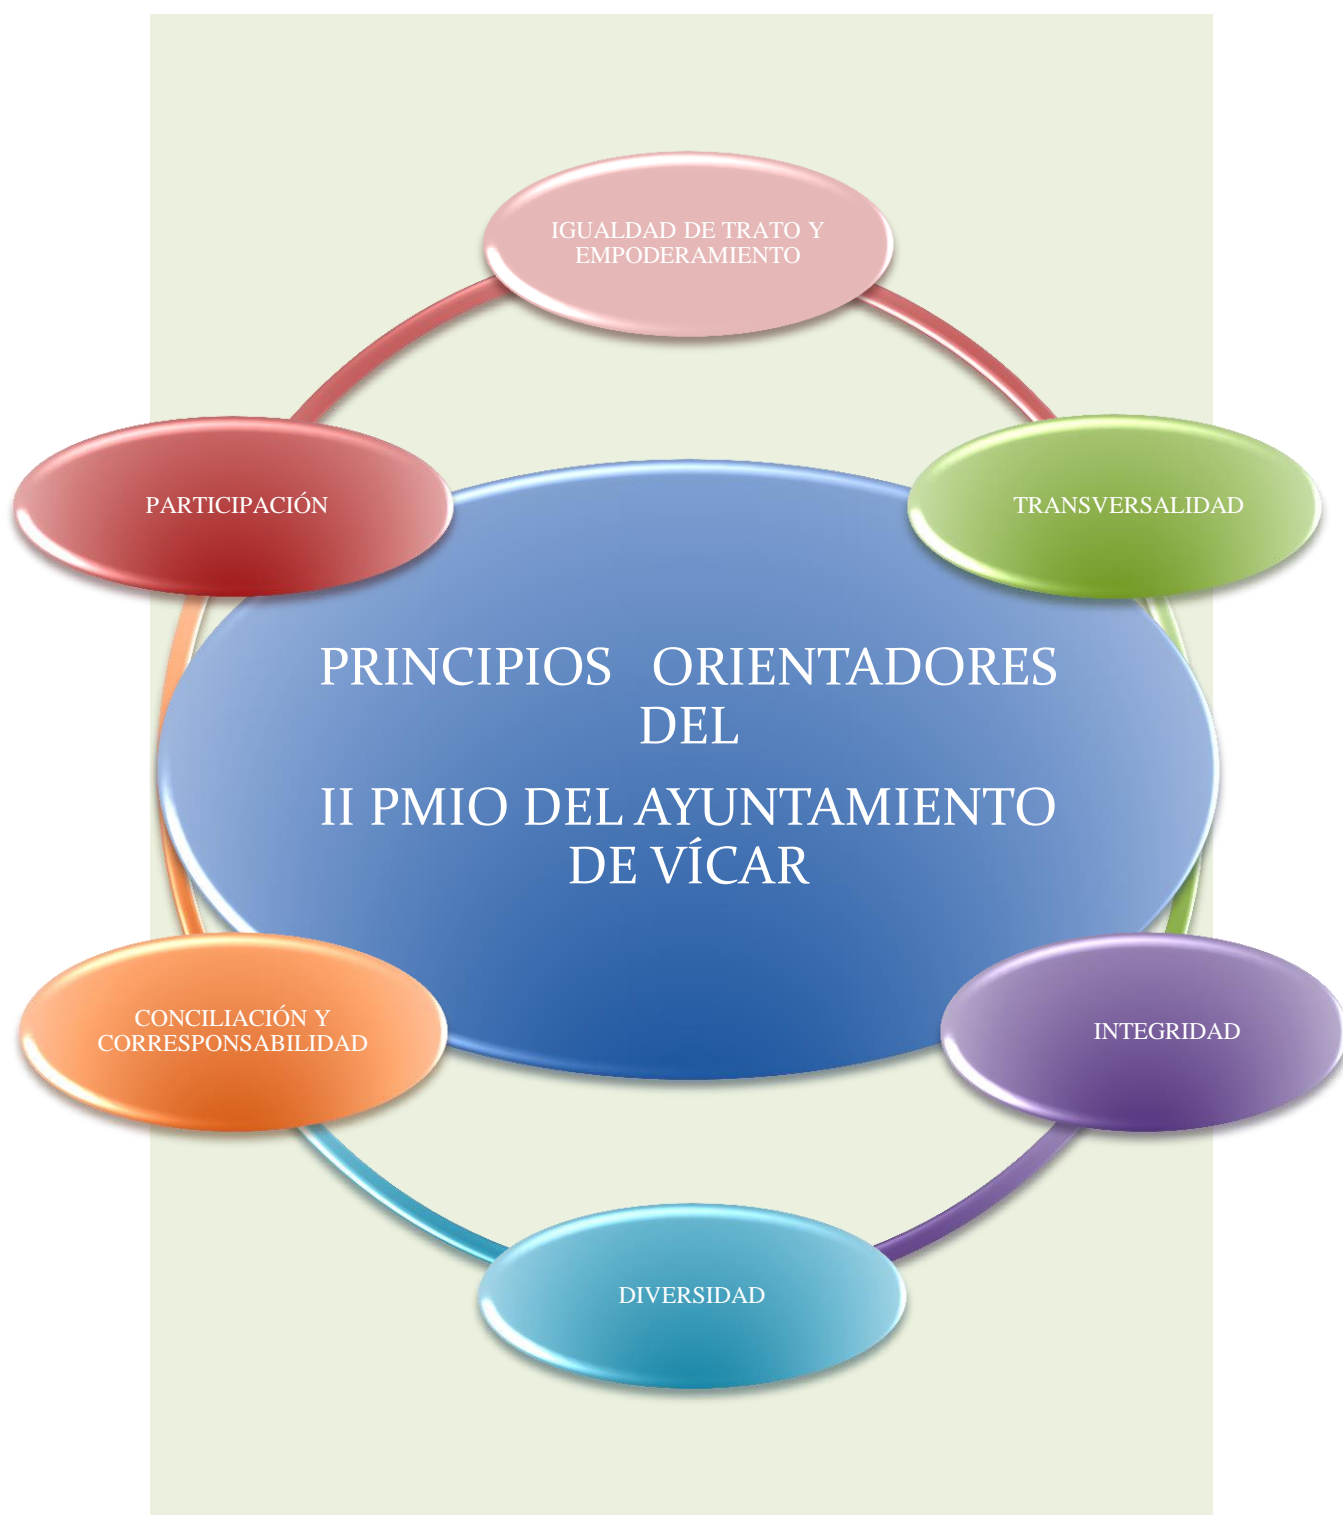 IGUALDAD DE TRATO Y
EMPODERAMIENTO
PARTICIPACIÓN
TRANSVERSALIDAD
PRINCIPIOS ORIENTADORES
DEL
II PMIO DEL AYUNTAMIENTO
DE VÍCAR
CONCILIACIÓN Y
CORRESPONSABILIDAD
INTEGRIDAD
DIVERSIDAD